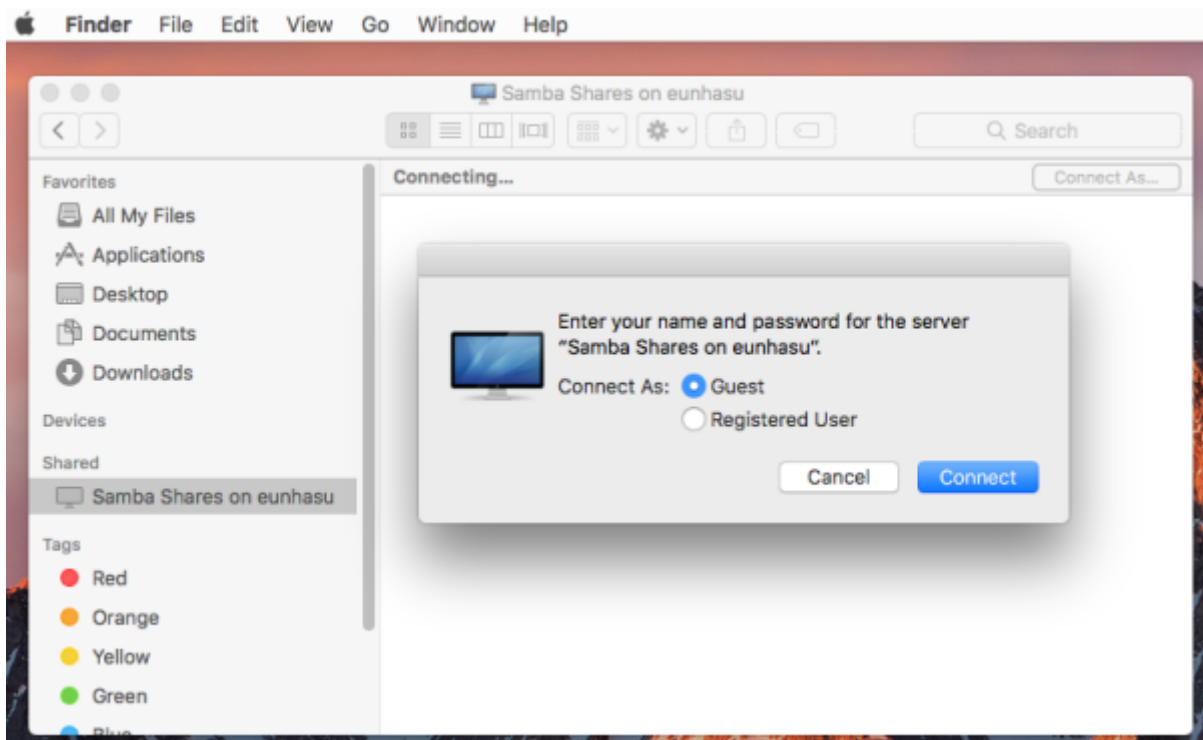 Finder File Edit View Go Window Help
Samba Shares on eunhasu
Search
Favorites
All My Files
Applications
Desktop
Documents
Downloads
Devices
Shared
Samba Shares on eunhasu
Tags
Red
Orange
Yellow
Green
Blue
Connecting...
Connect As...
Enter your name and password for the server
“Samba Shares on eunhasu”.
Connect As: Guest
Registered User
Cancel Connect